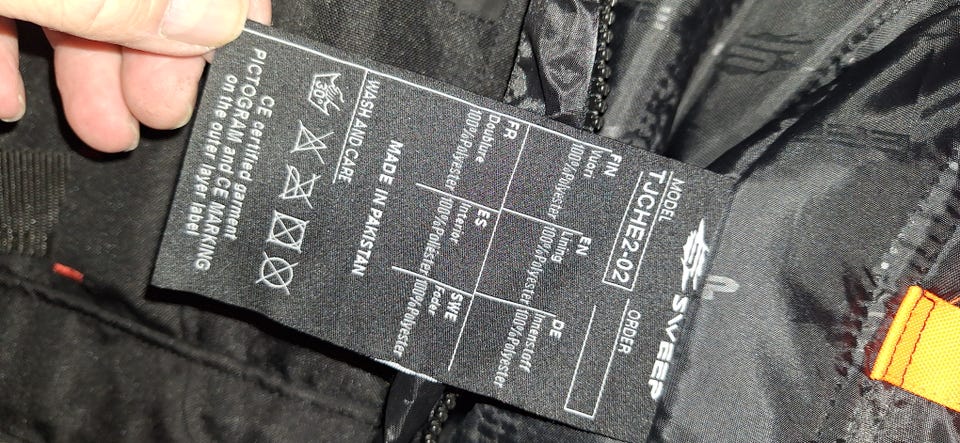 SWEEP
MODEL
TJCHE2-02
ORDER
FIN
Vuori
100%Polyester
EN
Lining
100%Polyester
DE
Innenstoff
100%Polyester
FR
Doublure
100%Polyester
ES
Interior
100%Poliester
SWE
Foder
100%Polyester
MADE IN PAKISTAN
WASH AND CARE
30°
CE certified garment
PICTOGRAM and CE MARKING
on the outer layer label